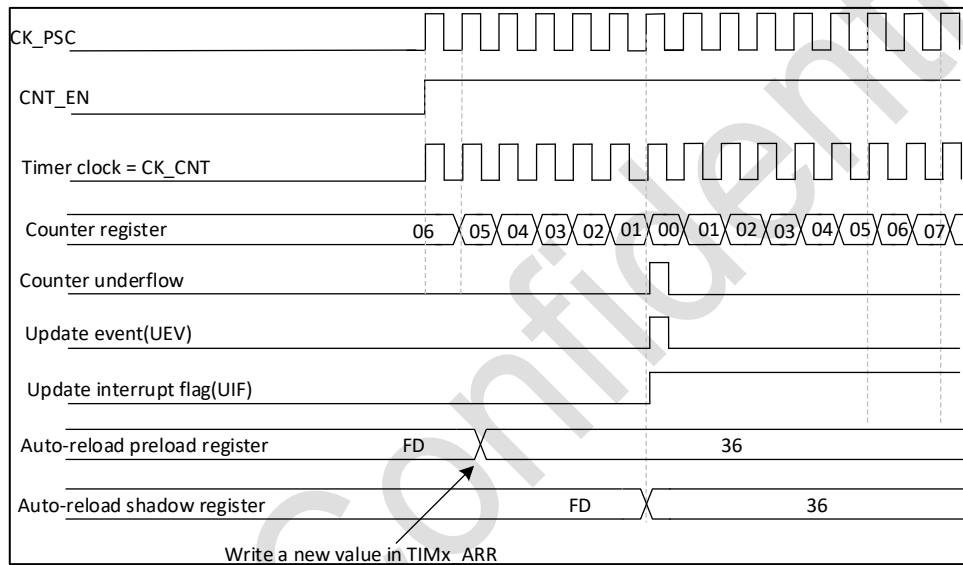 CK_PSC
CNT_EN
Timer clock = CK_CNT
Counter register 06 05 04 03 02 01 00 01 02 03 04 05 06 07
Counter underflow
Update event(UEV)
Update interrupt flag(UIF)
Auto-reload preload register FD 36
Auto-reload shadow register FD 36
Write a new value in TIMx_ARR
Confidenti